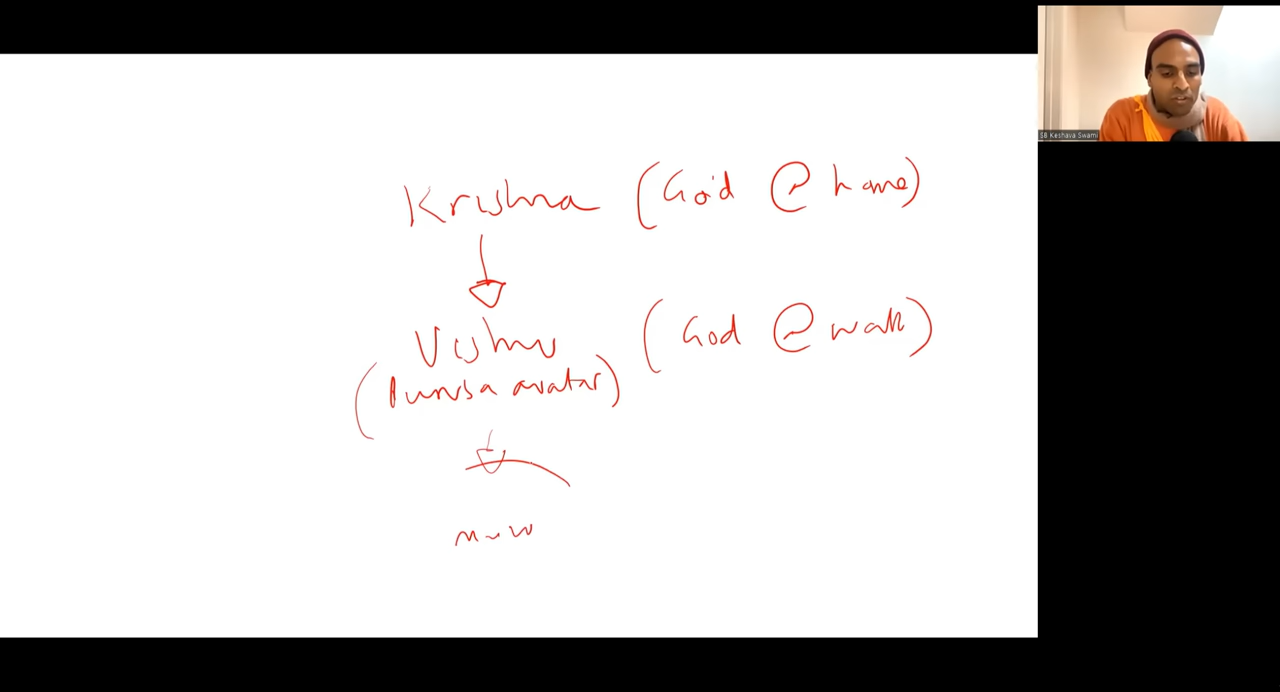 Krishna (God @ home)
Vishnu (God @ work)
(Purusa avatar)
SB Keshava Swami